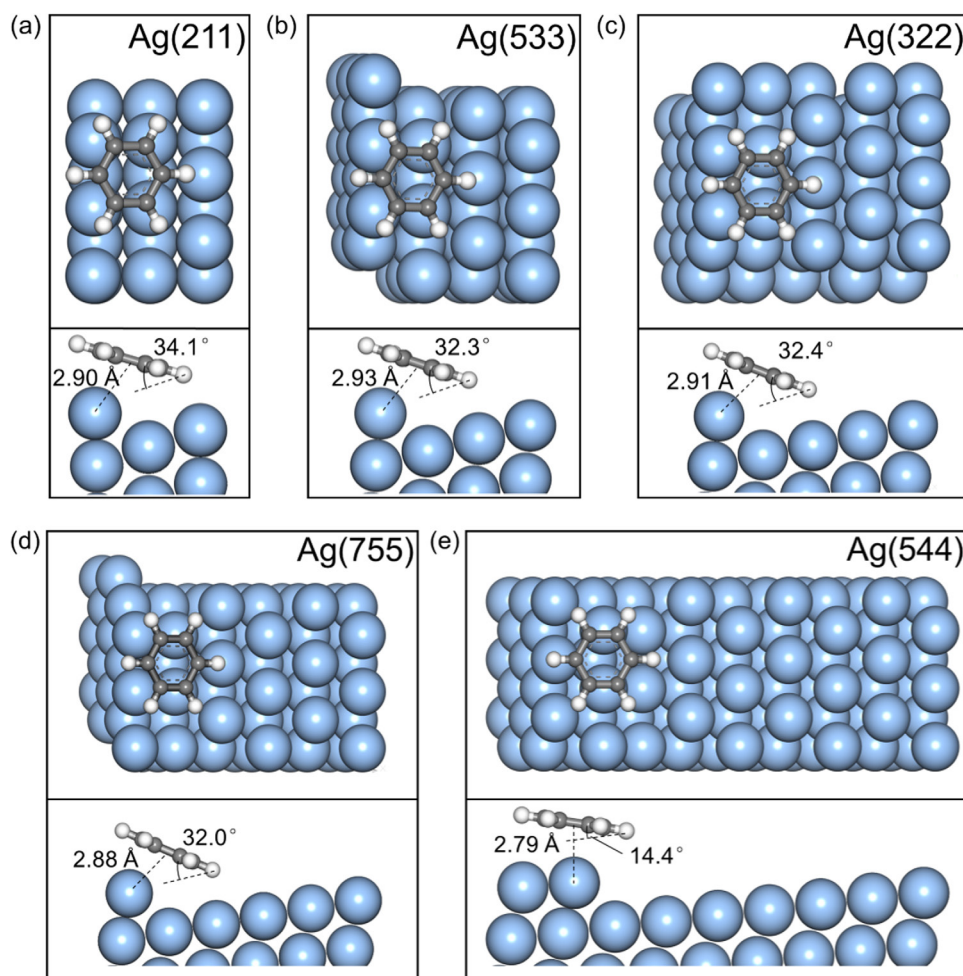 (a)
Ag(211)
34.1°
2.90 Å
(b)
Ag(533)
32.3°
2.93 Å
(c)
Ag(322)
32.4°
2.91 Å
(d)
Ag(755)
32.0°
2.88 Å
(e)
Ag(544)
2.79 Å
14.4°